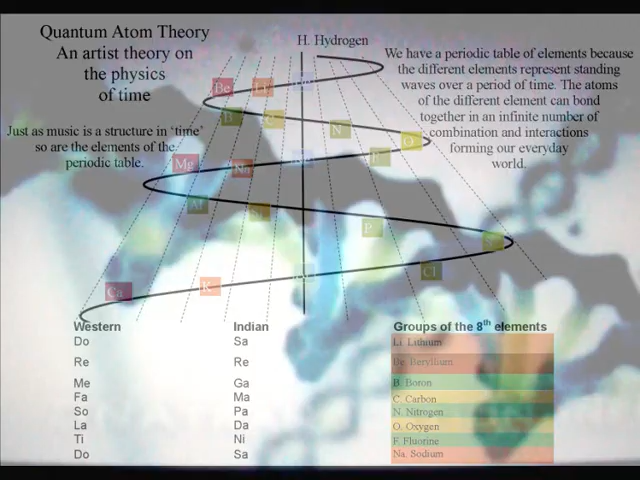 Quantum Atom Theory
An artist theory on
the physics
of time
Just as music is a structure in 'time'
so are the elements of the
periodic table.
H. Hydrogen
We have a periodic table of elements because
the different elements represent standing
waves over a period of time. The atoms
of the different element can bond
together in an infinite number of
combination and interactions
forming our everyday
world.
Be Li
B C N O
Mg Na F
Al Si P
Ca K Cl
Western Indian Groups of the 8th elements
Do Sa Li. Lithium
Re Re Be. Beryllium
Me Ga B. Boron
Fa Ma C. Carbon
So Pa N. Nitrogen
La Da O. Oxygen
Ti Ni F. Fluorine
Do Sa Na. Sodium